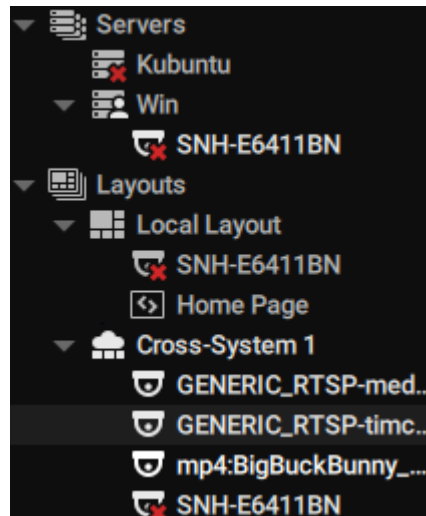 Servers
Kubuntu
Win
SNH-E6411BN
Layouts
Local Layout
SNH-E6411BN
Home Page
Cross-System 1
GENERIC_RTSP-med..
GENERIC_RTSP-timc..
mp4:BigBuckBunny_...
SNH-E6411BN